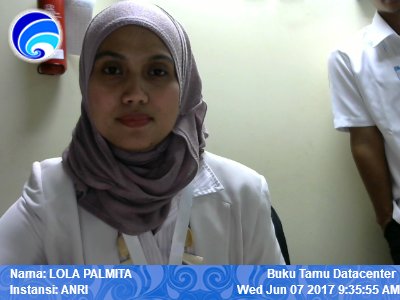 Nama: LOLA PALMITA
Buku Tamu Datacenter
Instansi: ANRI
Wed Jun 07 2017 9:35:55 AM